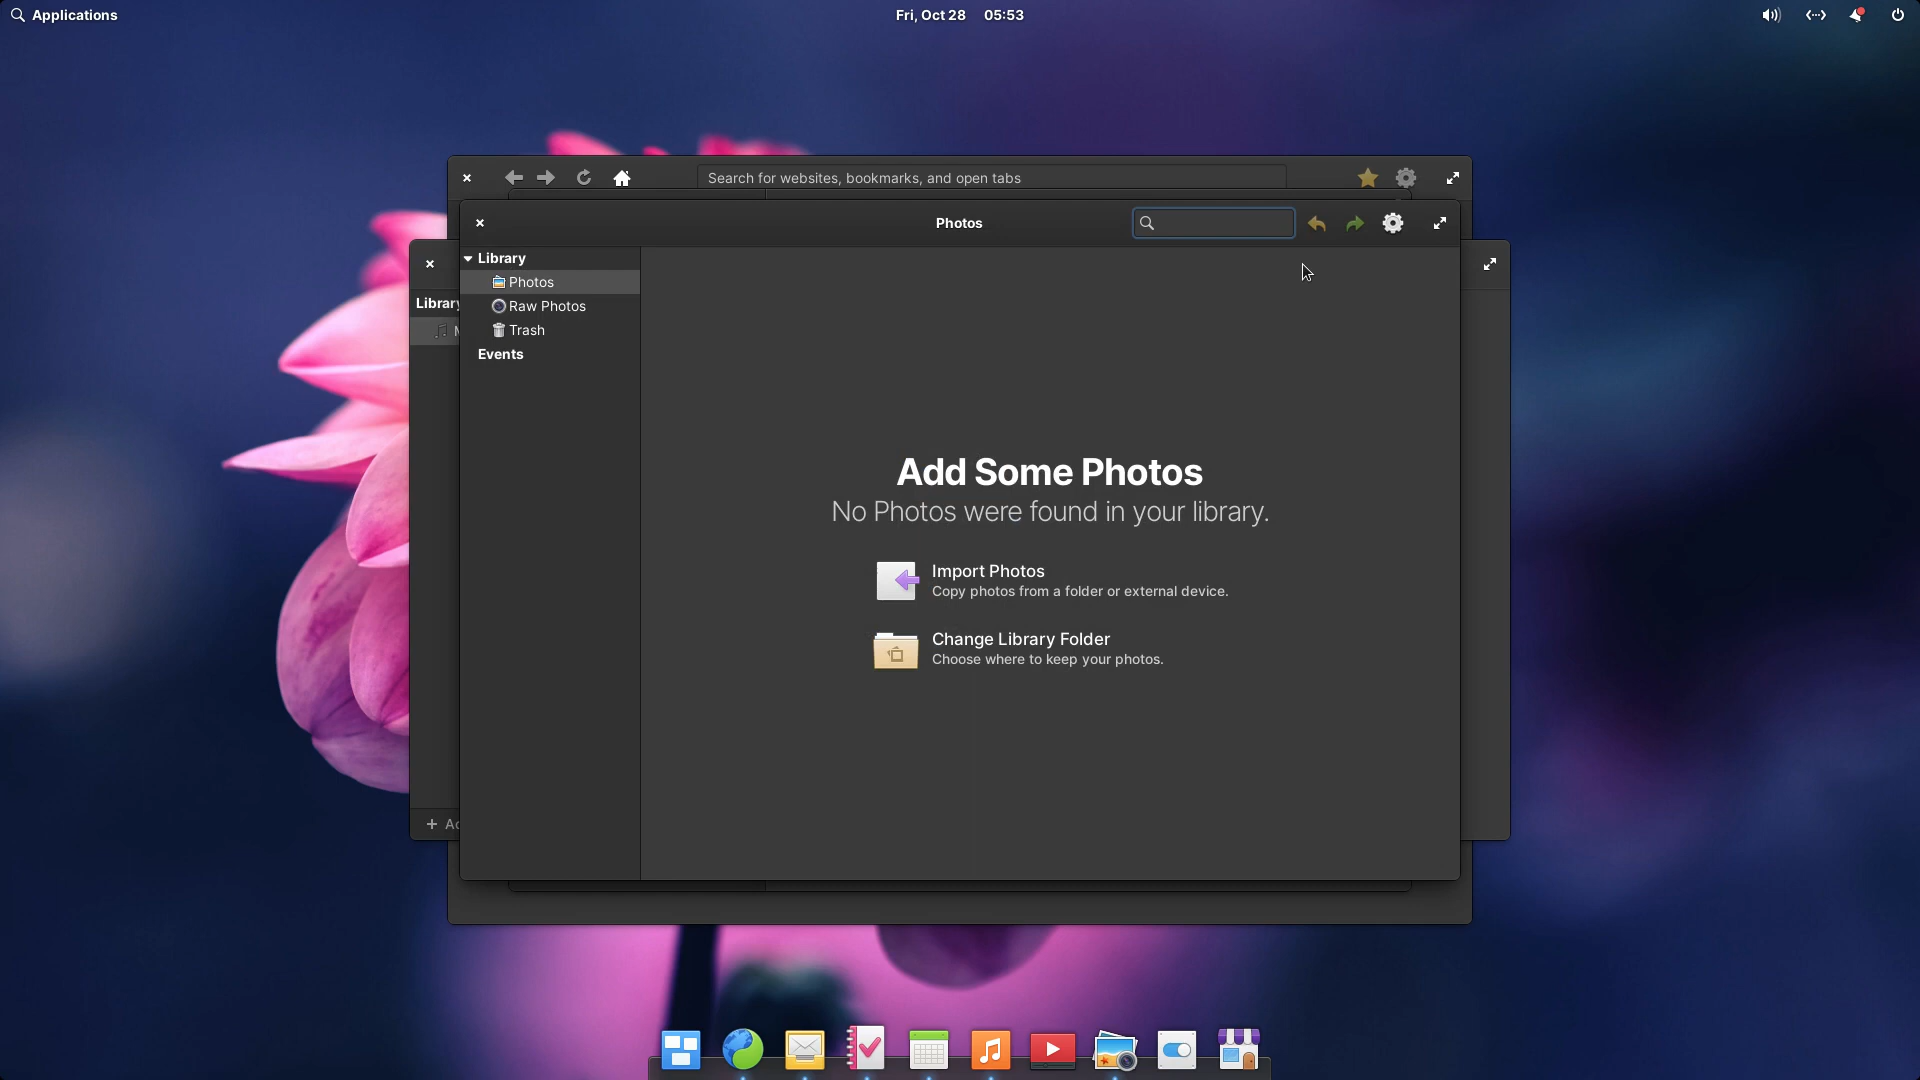 Applications
Fri, Oct 28 05:53
Search for websites, bookmarks, and open tabs
Photos
Library
Photos
Raw Photos
Trash
Events
Library
Add Some Photos
No Photos were found in your library.
Import Photos
Copy photos from a folder or external device.
Change Library Folder
Choose where to keep your photos.